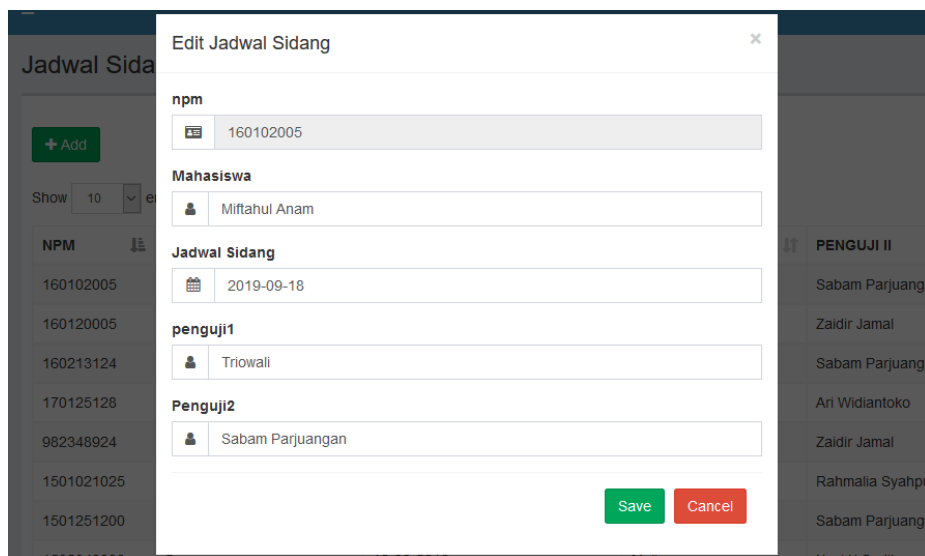 Edit Jadwal Sidang
×
Jadwal Sida
npm
160102005
+ Add
Mahasiswa
Miftahul Anam
Show 10
Jadwal Sidang
2019-09-18
penguji1
Triowali
Penguji2
Sabam Parjuangan
Save Cancel
NPM PENGUJI II
160102005 Sabam Parjuang
160120005 Zaidir Jamal
160213124 Sabam Parjuang
170125128 Ari Widiantoko
982348924 Zaidir Jamal
1501021025 Rahmalia Syahp
1501251200 Sabam Parjuang